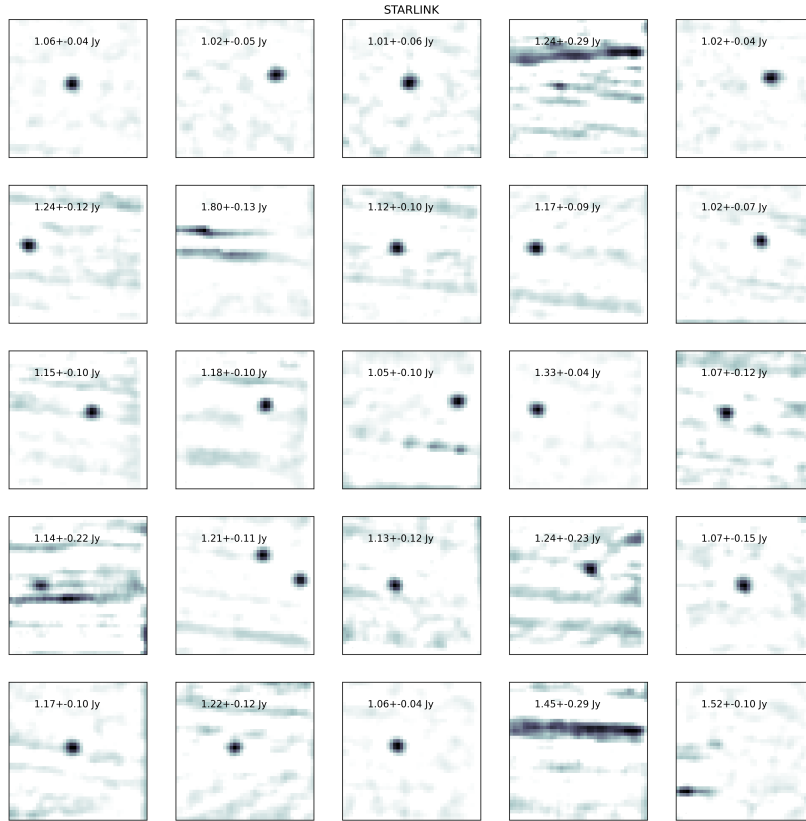 STARLINK
1.06+-0.04 Jy
1.02+-0.05 Jy
1.01+-0.06 Jy
1.24+-0.29 Jy
1.02+-0.04 Jy
1.24+-0.12 Jy
1.80+-0.13 Jy
1.12+-0.10 Jy
1.17+-0.09 Jy
1.02+-0.07 Jy
1.15+-0.10 Jy
1.18+-0.10 Jy
1.05+-0.10 Jy
1.33+-0.04 Jy
1.07+-0.12 Jy
1.14+-0.22 Jy
1.21+-0.11 Jy
1.13+-0.12 Jy
1.24+-0.23 Jy
1.07+-0.15 Jy
1.17+-0.10 Jy
1.22+-0.12 Jy
1.06+-0.04 Jy
1.45+-0.29 Jy
1.52+-0.10 Jy